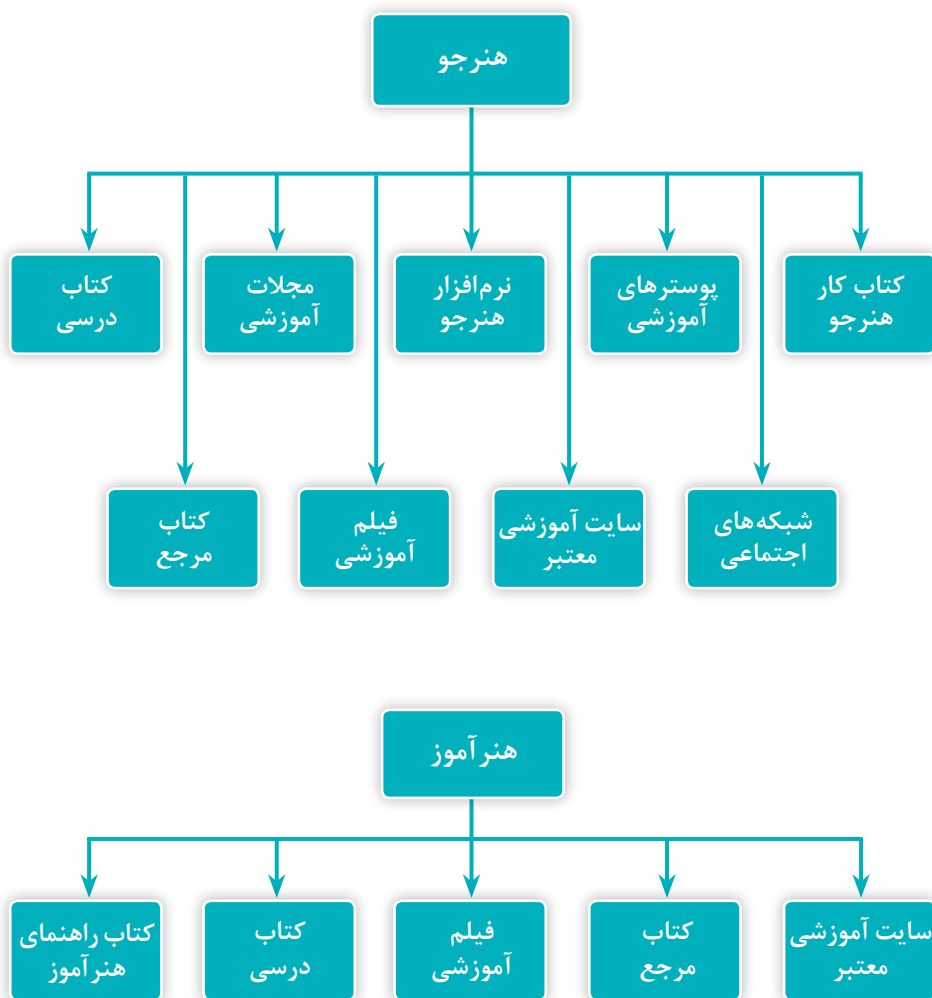 هنرجو
کتاب کار
هنرجو
پوسترهای
آموزشی
نرم‌افزار
هنرجو
مجلات
آموزشی
کتاب
درسی
شبکه‌های
اجتماعی
سایت آموزشی
معتبر
فیلم
آموزشی
کتاب
مرجع
هنرآموز
سایت آموزشی
معتبر
کتاب
مرجع
فیلم
آموزشی
کتاب
درسی
کتاب راهنمای
هنرآموز